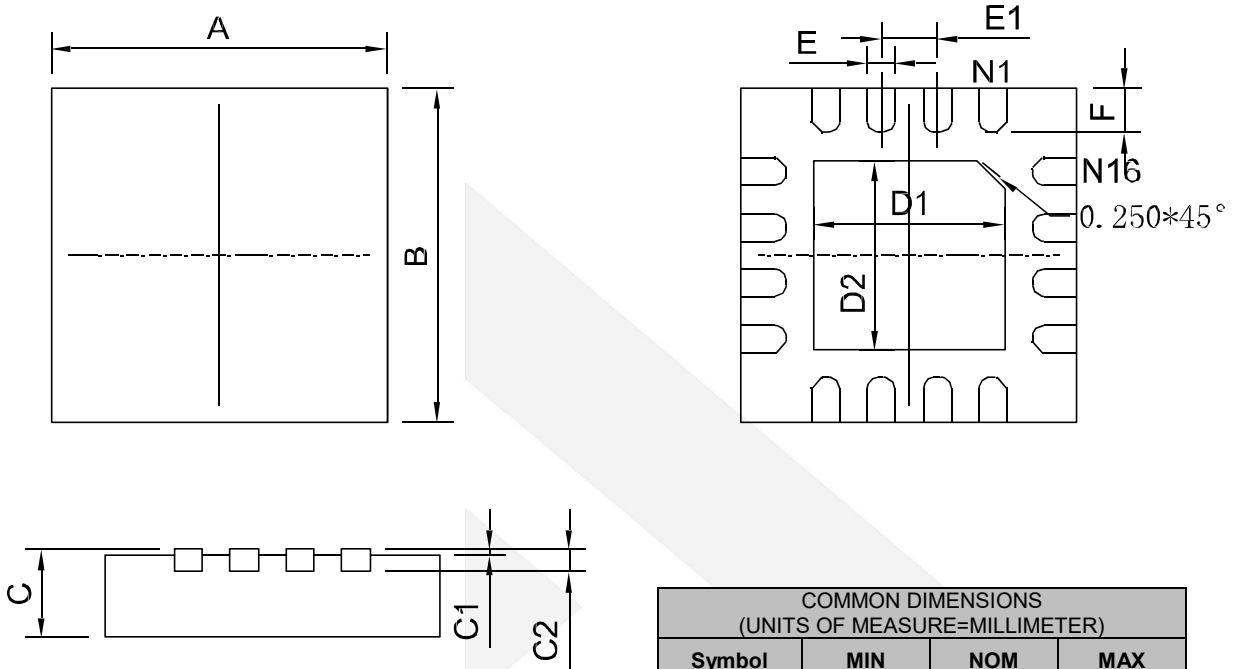 A
B
E
E1
N1
F
N16
0.250*45°
D1
D2
C
C1
C2
COMMON DIMENSIONS
(UNITS OF MEASURE=MILLIMETER)
Symbol MIN NOM MAX